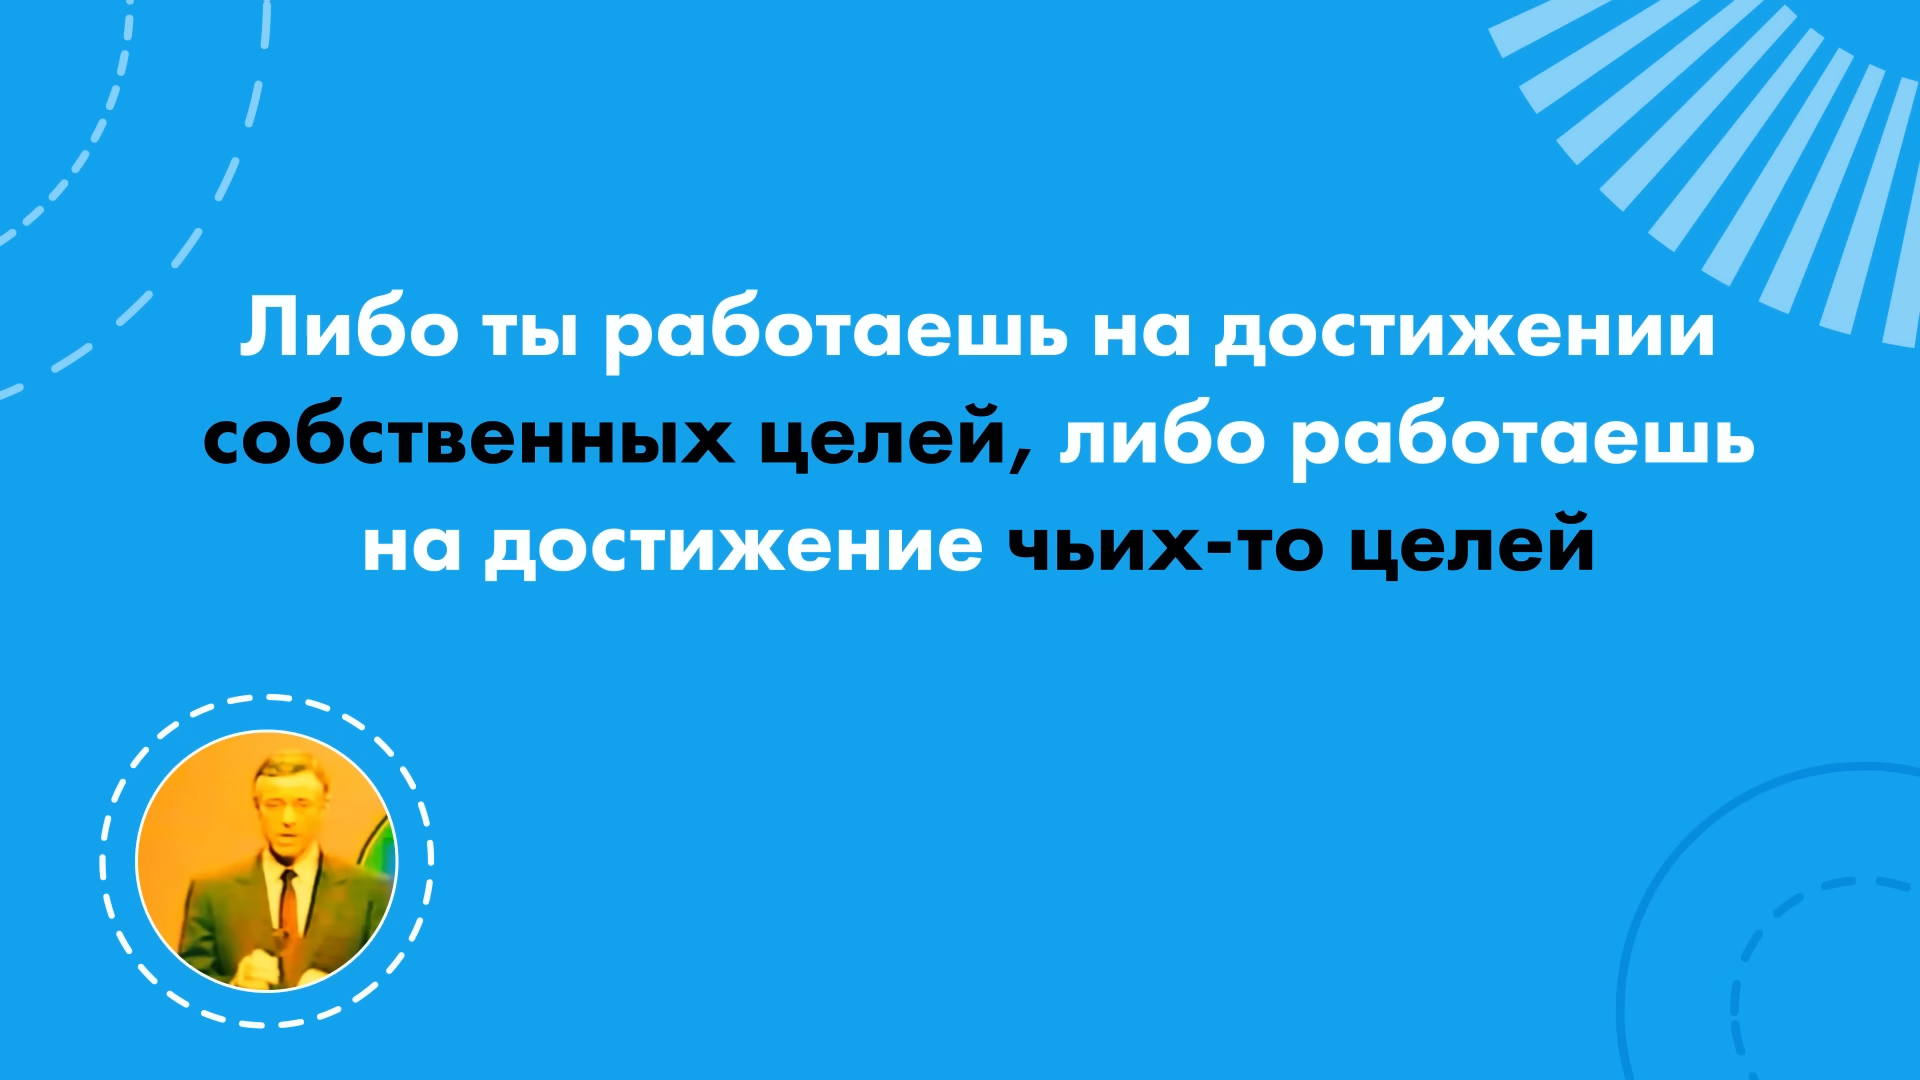 Либо ты работаешь на достижении
собственных целей, либо работаешь
на достижение чьих-то целей